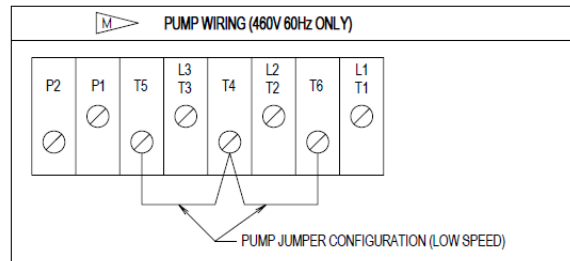 M PUMP WIRING (460V 60Hz ONLY)
P2 P1 T5 L3 T3 T4 L2 T2 T6 L1 T1
PUMP JUMPER CONFIGURATION (LOW SPEED)